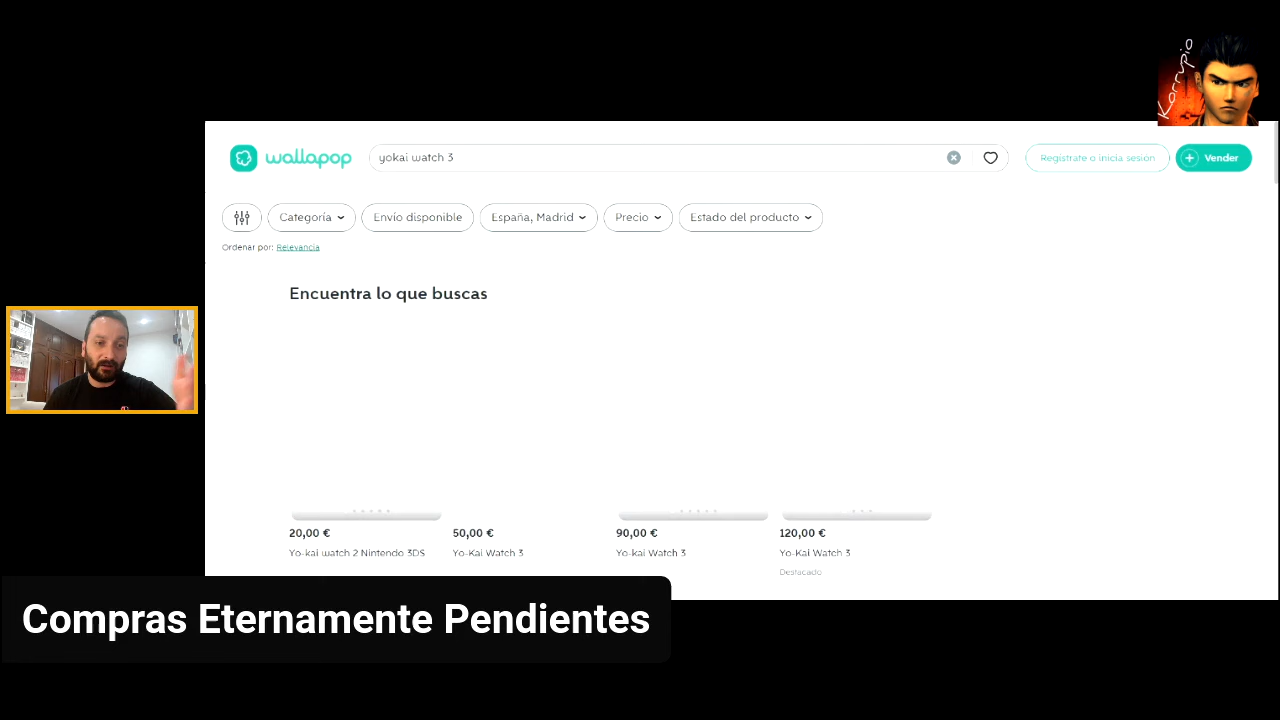 Korrupio
wallapop
yokai watch 3
Regístrate o inicia sesión
Vender
Categoría
Envío disponible
España, Madrid
Precio
Estado del producto
Ordenar por: Relevancia
Encuentra lo que buscas
20,00 €
50,00 €
90,00 €
120,00 €
Yo-kai watch 2 Nintendo 3DS
Yo-Kai Watch 3
Yo-kai Watch 3
Yo-Kai Watch 3
Destacado
Compras Eternamente Pendientes